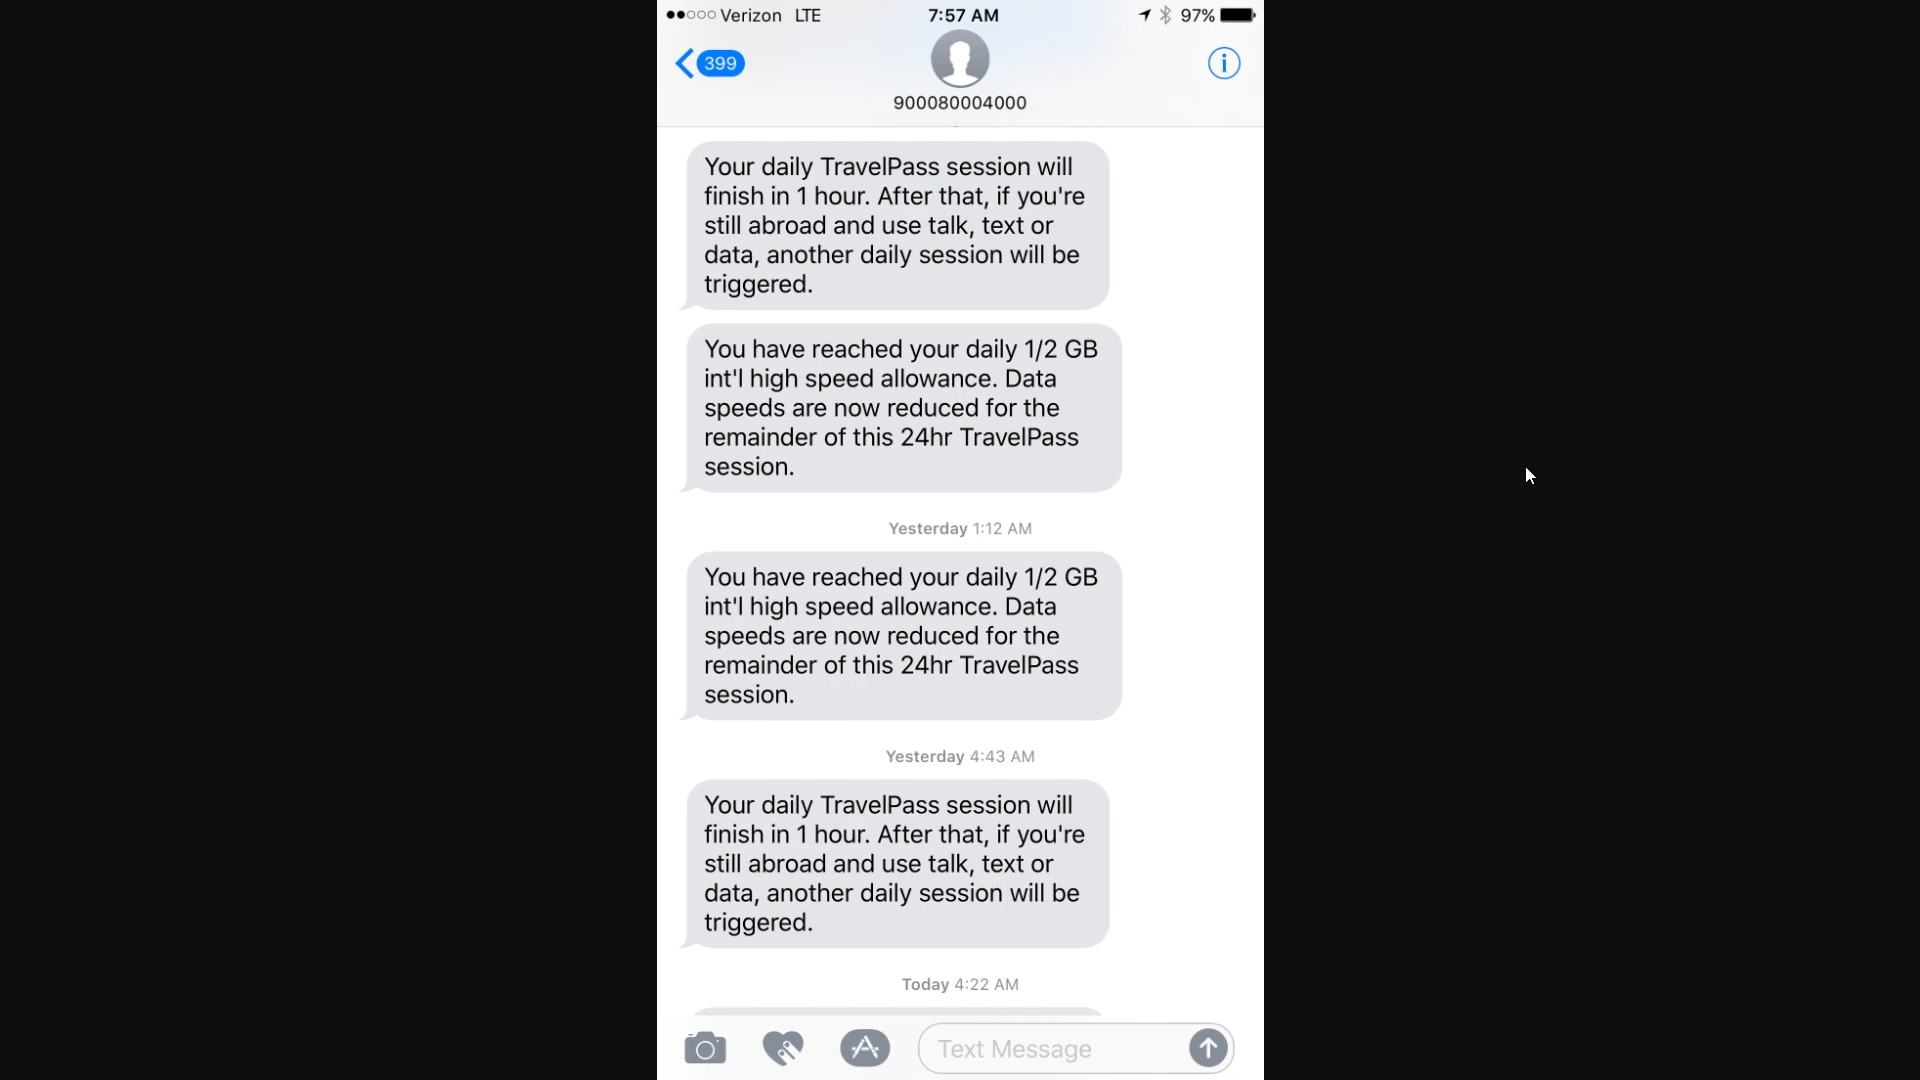 Verizon LTE 7:57 AM 97%
399
900080004000
Your daily TravelPass session will
finish in 1 hour. After that, if you're
still abroad and use talk, text or
data, another daily session will be
triggered.
You have reached your daily 1/2 GB
int'l high speed allowance. Data
speeds are now reduced for the
remainder of this 24hr TravelPass
session.
Yesterday 1:12 AM
You have reached your daily 1/2 GB
int'l high speed allowance. Data
speeds are now reduced for the
remainder of this 24hr TravelPass
session.
Yesterday 4:43 AM
Your daily TravelPass session will
finish in 1 hour. After that, if you're
still abroad and use talk, text or
data, another daily session will be
triggered.
Today 4:22 AM
Text Message